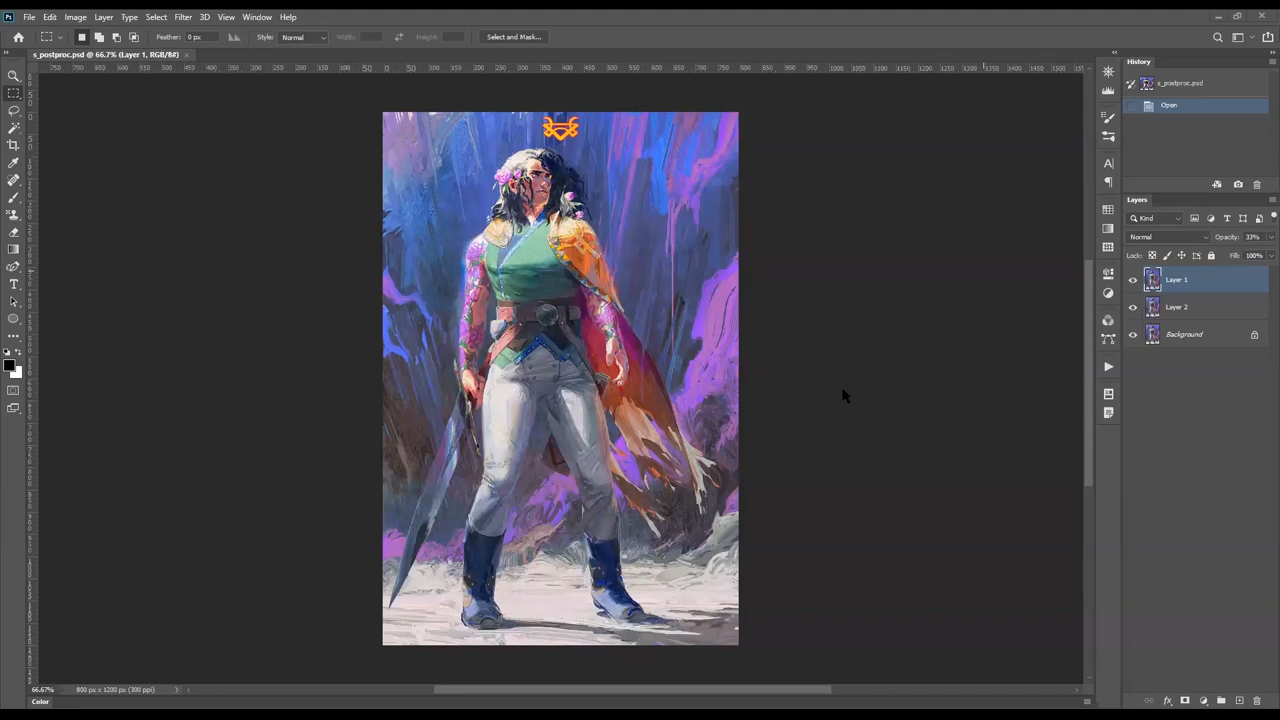 Ps File Edit Image Layer Type Select Filter 3D View Window Help
Feather: 0 px Style: Normal Width: Height: Select and Mask...
s_postproc.psd @ 66.7% (Layer 1, RGB/8#) ×
History
s_postproc.psd
Open
Layers
Kind
Normal Opacity: 33%
Lock: Fill: 100%
Layer 1
Layer 2
Background
66.67% 800 px x 1200 px (300 ppi)
Color